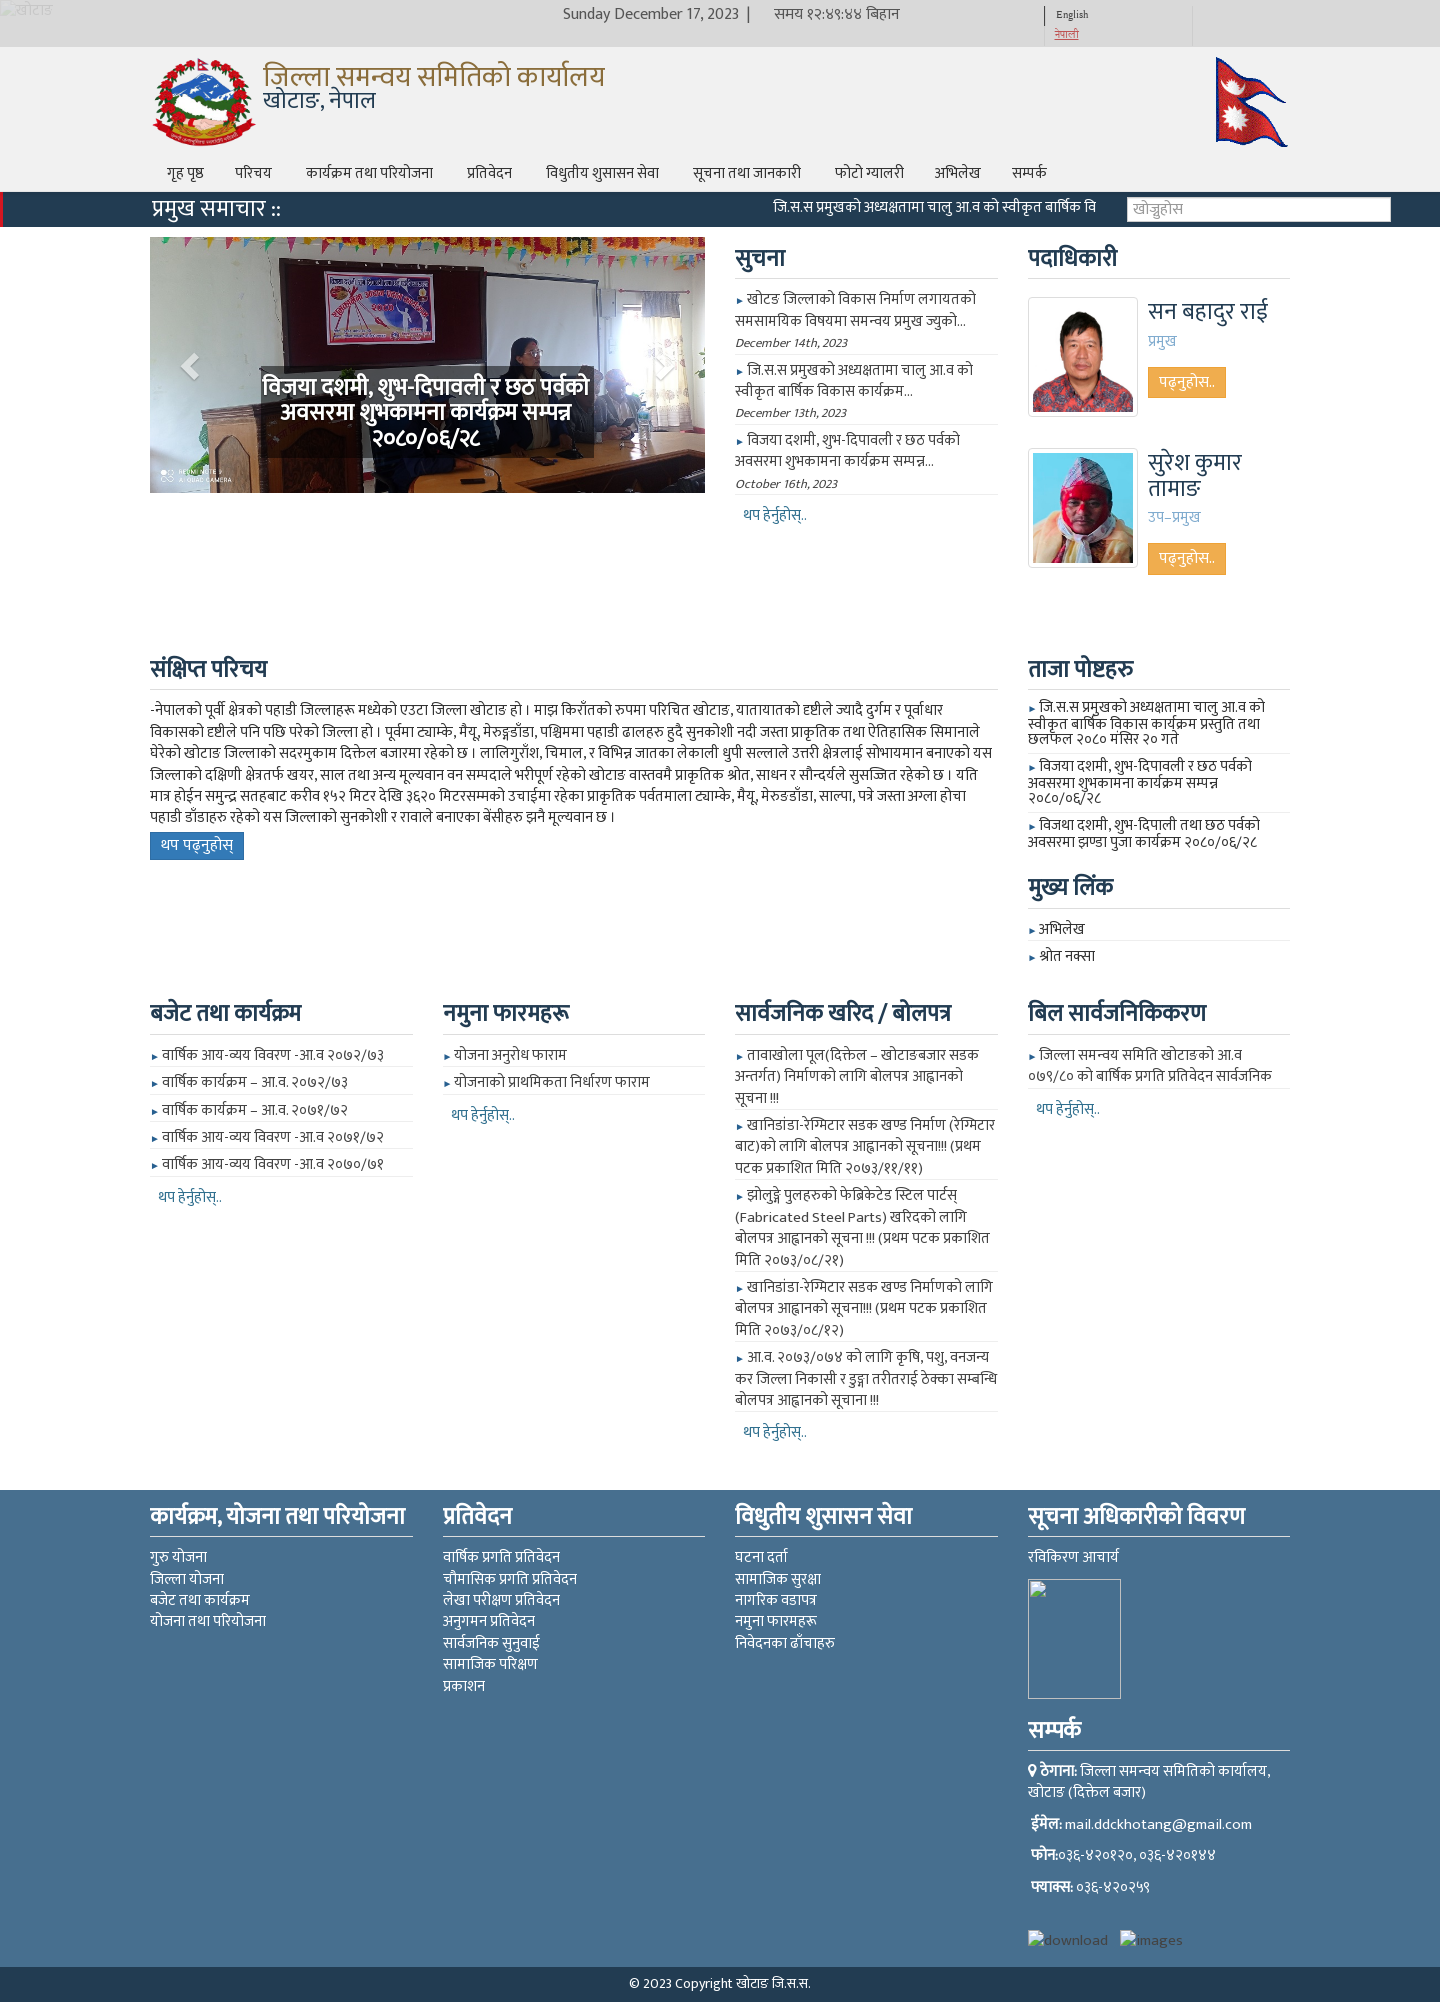 खोटाङ
Sunday December 17, 2023 | समय १२:४९:४४ बिहान
English
नेपाली
जिल्ला समन्वय समितिको कार्यालय
खोटाङ, नेपाल
गृह पृष्ठ परिचय कार्यक्रम तथा परियोजना प्रतिवेदन विधुतीय शुसासन सेवा सूचना तथा जानकारी फोटो ग्यालरी अभिलेख सम्पर्क
प्रमुख समाचार ::
जि.स.स प्रमुखको अध्यक्षतामा चालु आ.व को स्वीकृत बार्षिक वि
खोज्नुहोस
विजया दशमी, शुभ-दिपावली र छठ पर्वको
अवसरमा शुभकामना कार्यक्रम सम्पन्न
२०८०/०६/२८
REDMI NOTE 9
AI QUAD CAMERA
सुचना
► खोटङ जिल्लाको विकास निर्माण लगायतको
समसामयिक विषयमा समन्वय प्रमुख ज्युको...
December 14th, 2023
► जि.स.स प्रमुखको अध्यक्षतामा चालु आ.व को
स्वीकृत बार्षिक विकास कार्यक्रम...
December 13th, 2023
► विजया दशमी, शुभ-दिपावली र छठ पर्वको
अवसरमा शुभकामना कार्यक्रम सम्पन्न...
October 16th, 2023
थप हेर्नुहोस्..
पदाधिकारी
सन बहादुर राई
प्रमुख
पढ्नुहोस..
सुरेश कुमार
तामाङ
उप–प्रमुख
पढ्नुहोस..
संक्षिप्त परिचय
-नेपालको पूर्वी क्षेत्रको पहाडी जिल्लाहरू मध्येको एउटा जिल्ला खोटाङ हो । माझ किराँतको रुपमा परिचित खोटाङ, यातायातको दृष्टीले ज्यादै दुर्गम र पूर्वाधार
विकासको दृष्टीले पनि पछि परेको जिल्ला हो । पूर्वमा ट्याम्के, मैयू, मेरुङ्गडाँडा, पश्चिममा पहाडी ढालहरु हुदै सुनकोशी नदी जस्ता प्राकृतिक तथा ऐतिहासिक सिमानाले
घेरेको खोटाङ जिल्लाको सदरमुकाम दिक्तेल बजारमा रहेको छ । लालिगुराँश, चिमाल, र विभिन्न जातका लेकाली धुपी सल्लाले उत्तरी क्षेत्रलाई सोभायमान बनाएको यस
जिल्लाको दक्षिणी क्षेत्रतर्फ खयर, साल तथा अन्य मूल्यवान वन सम्पदाले भरीपूर्ण रहेको खोटाङ वास्तवमै प्राकृतिक श्रोत, साधन र सौन्दर्यले सुसज्जित रहेको छ । यति
मात्र होईन समुन्द्र सतहबाट करीव १५२ मिटर देखि ३६२० मिटरसम्मको उचाईमा रहेका प्राकृतिक पर्वतमाला ट्याम्के, मैयू, मेरुङडाँडा, साल्पा, पत्रे जस्ता अग्ला होचा
पहाडी डाँडाहरु रहेको यस जिल्लाको सुनकोशी र रावाले बनाएका बेंसीहरु झनै मूल्यवान छ ।
थप पढ्नुहोस्
ताजा पोष्टहरु
► जि.स.स प्रमुखको अध्यक्षतामा चालु आ.व को
स्वीकृत बार्षिक विकास कार्यक्रम प्रस्तुति तथा
छलफल २०८० मंसिर २० गते
► विजया दशमी, शुभ-दिपावली र छठ पर्वको
अवसरमा शुभकामना कार्यक्रम सम्पन्न
२०८०/०६/२८
► विजथा दशमी, शुभ-दिपाली तथा छठ पर्वको
अवसरमा झण्डा पुजा कार्यक्रम २०८०/०६/२८
मुख्य लिंक
► अभिलेख
► श्रोत नक्सा
बजेट तथा कार्यक्रम
► वार्षिक आय-व्यय विवरण -आ.व २०७२/७३
► वार्षिक कार्यक्रम – आ.व. २०७२/७३
► वार्षिक कार्यक्रम – आ.व. २०७१/७२
► वार्षिक आय-व्यय विवरण -आ.व २०७१/७२
► वार्षिक आय-व्यय विवरण -आ.व २०७०/७१
थप हेर्नुहोस्..
नमुना फारमहरू
► योजना अनुरोध फाराम
► योजनाको प्राथमिकता निर्धारण फाराम
थप हेर्नुहोस्..
सार्वजनिक खरिद / बोलपत्र
► तावाखोला पूल(दिक्तेल – खोटाङबजार सडक
अन्तर्गत) निर्माणको लागि बोलपत्र आह्वानको
सूचना !!!
► खानिडांडा-रेग्मिटार सडक खण्ड निर्माण (रेग्मिटार
बाट)को लागि बोलपत्र आह्वानको सूचना!!! (प्रथम
पटक प्रकाशित मिति २०७३/११/११)
► झोलुङ्गे पुलहरुको फेब्रिकेटेड स्टिल पार्टस्
(Fabricated Steel Parts) खरिदको लागि
बोलपत्र आह्वानको सूचना !!! (प्रथम पटक प्रकाशित
मिति २०७३/०८/२१)
► खानिडांडा-रेग्मिटार सडक खण्ड निर्माणको लागि
बोलपत्र आह्वानको सूचना!!! (प्रथम पटक प्रकाशित
मिति २०७३/०८/१२)
► आ.व. २०७३/०७४ को लागि कृषि, पशु, वनजन्य
कर जिल्ला निकासी र डुङ्गा तरीतराई ठेक्का सम्बन्धि
बोलपत्र आह्वानको सूचाना !!!
थप हेर्नुहोस्..
बिल सार्वजनिकिकरण
► जिल्ला समन्वय समिति खोटाङको आ.व
०७९/८० को बार्षिक प्रगति प्रतिवेदन सार्वजनिक
थप हेर्नुहोस्..
कार्यक्रम, योजना तथा परियोजना
गुरु योजना
जिल्ला योजना
बजेट तथा कार्यक्रम
योजना तथा परियोजना
प्रतिवेदन
वार्षिक प्रगति प्रतिवेदन
चौमासिक प्रगति प्रतिवेदन
लेखा परीक्षण प्रतिवेदन
अनुगमन प्रतिवेदन
सार्वजनिक सुनुवाई
सामाजिक परिक्षण
प्रकाशन
विधुतीय शुसासन सेवा
घटना दर्ता
सामाजिक सुरक्षा
नागरिक वडापत्र
नमुना फारमहरू
निवेदनका ढाँचाहरु
सूचना अधिकारीको विवरण
रविकिरण आचार्य
सम्पर्क
ठेगाना: जिल्ला समन्वय समितिको कार्यालय,
खोटाङ (दिक्तेल बजार)
ईमेल: mail.ddckhotang@gmail.com
फोन:०३६-४२०१२०, ०३६-४२०१४४
फ्याक्स: ०३६-४२०२५९
download images
© 2023 Copyright खोटाङ जि.स.स.